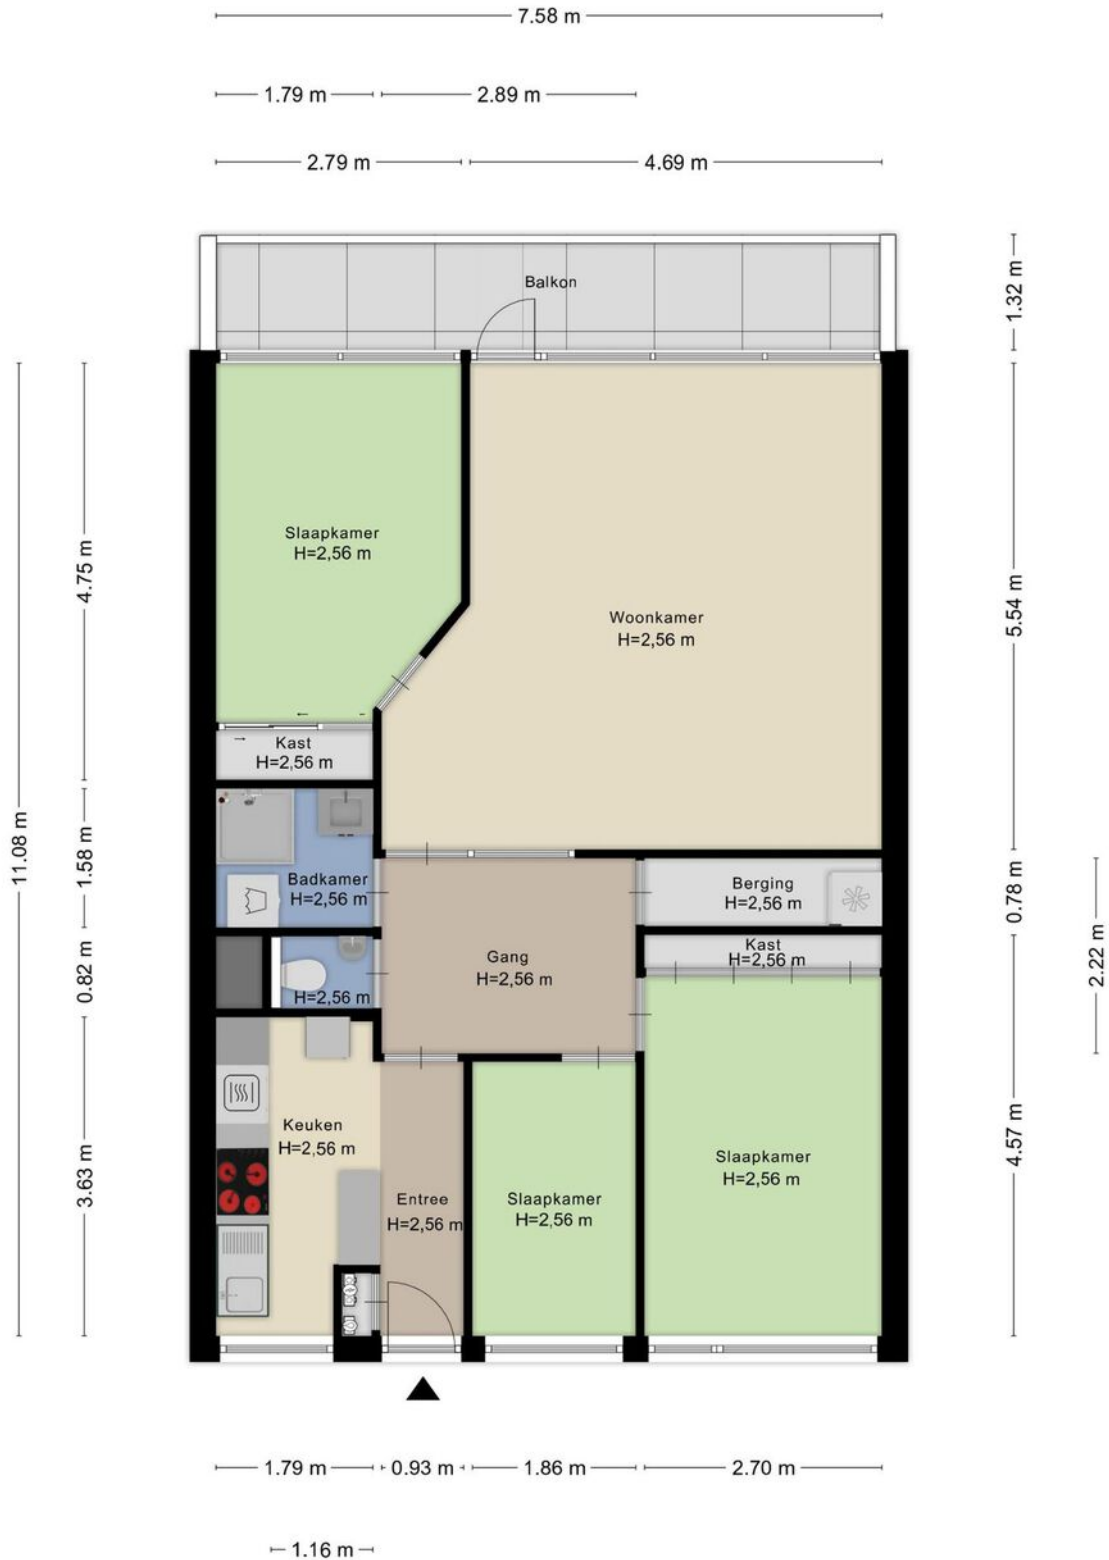 7.58 m
1.79 m
2.89 m
2.79 m
4.69 m
Balkon
1.32 m
Slaapkamer
H=2,56 m
4.75 m
Woonkamer
H=2,56 m
5.54 m
Kast
H=2,56 m
11.08 m
1.58 m
Badkamer
H=2,56 m
Berging
H=2,56 m
0.78 m
Kast
H=2,56 m
2.22 m
0.82 m
H=2,56 m
Gang
H=2,56 m
Keuken
H=2,56 m
3.63 m
Entree
H=2,56 m
Slaapkamer
H=2,56 m
Slaapkamer
H=2,56 m
4.57 m
1.79 m
0.93 m
1.86 m
2.70 m
1.16 m